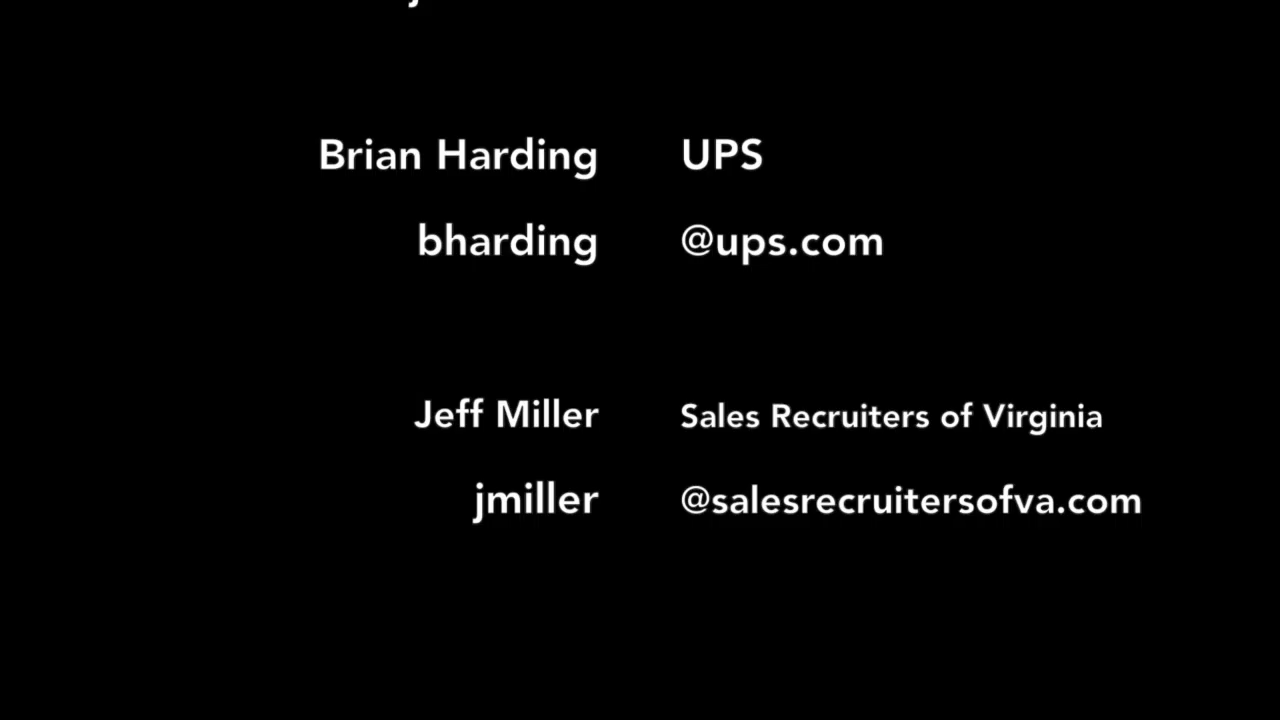 Brian Harding UPS
bharding @ups.com
Jeff Miller Sales Recruiters of Virginia
jmiller @salesrecruitersofva.com